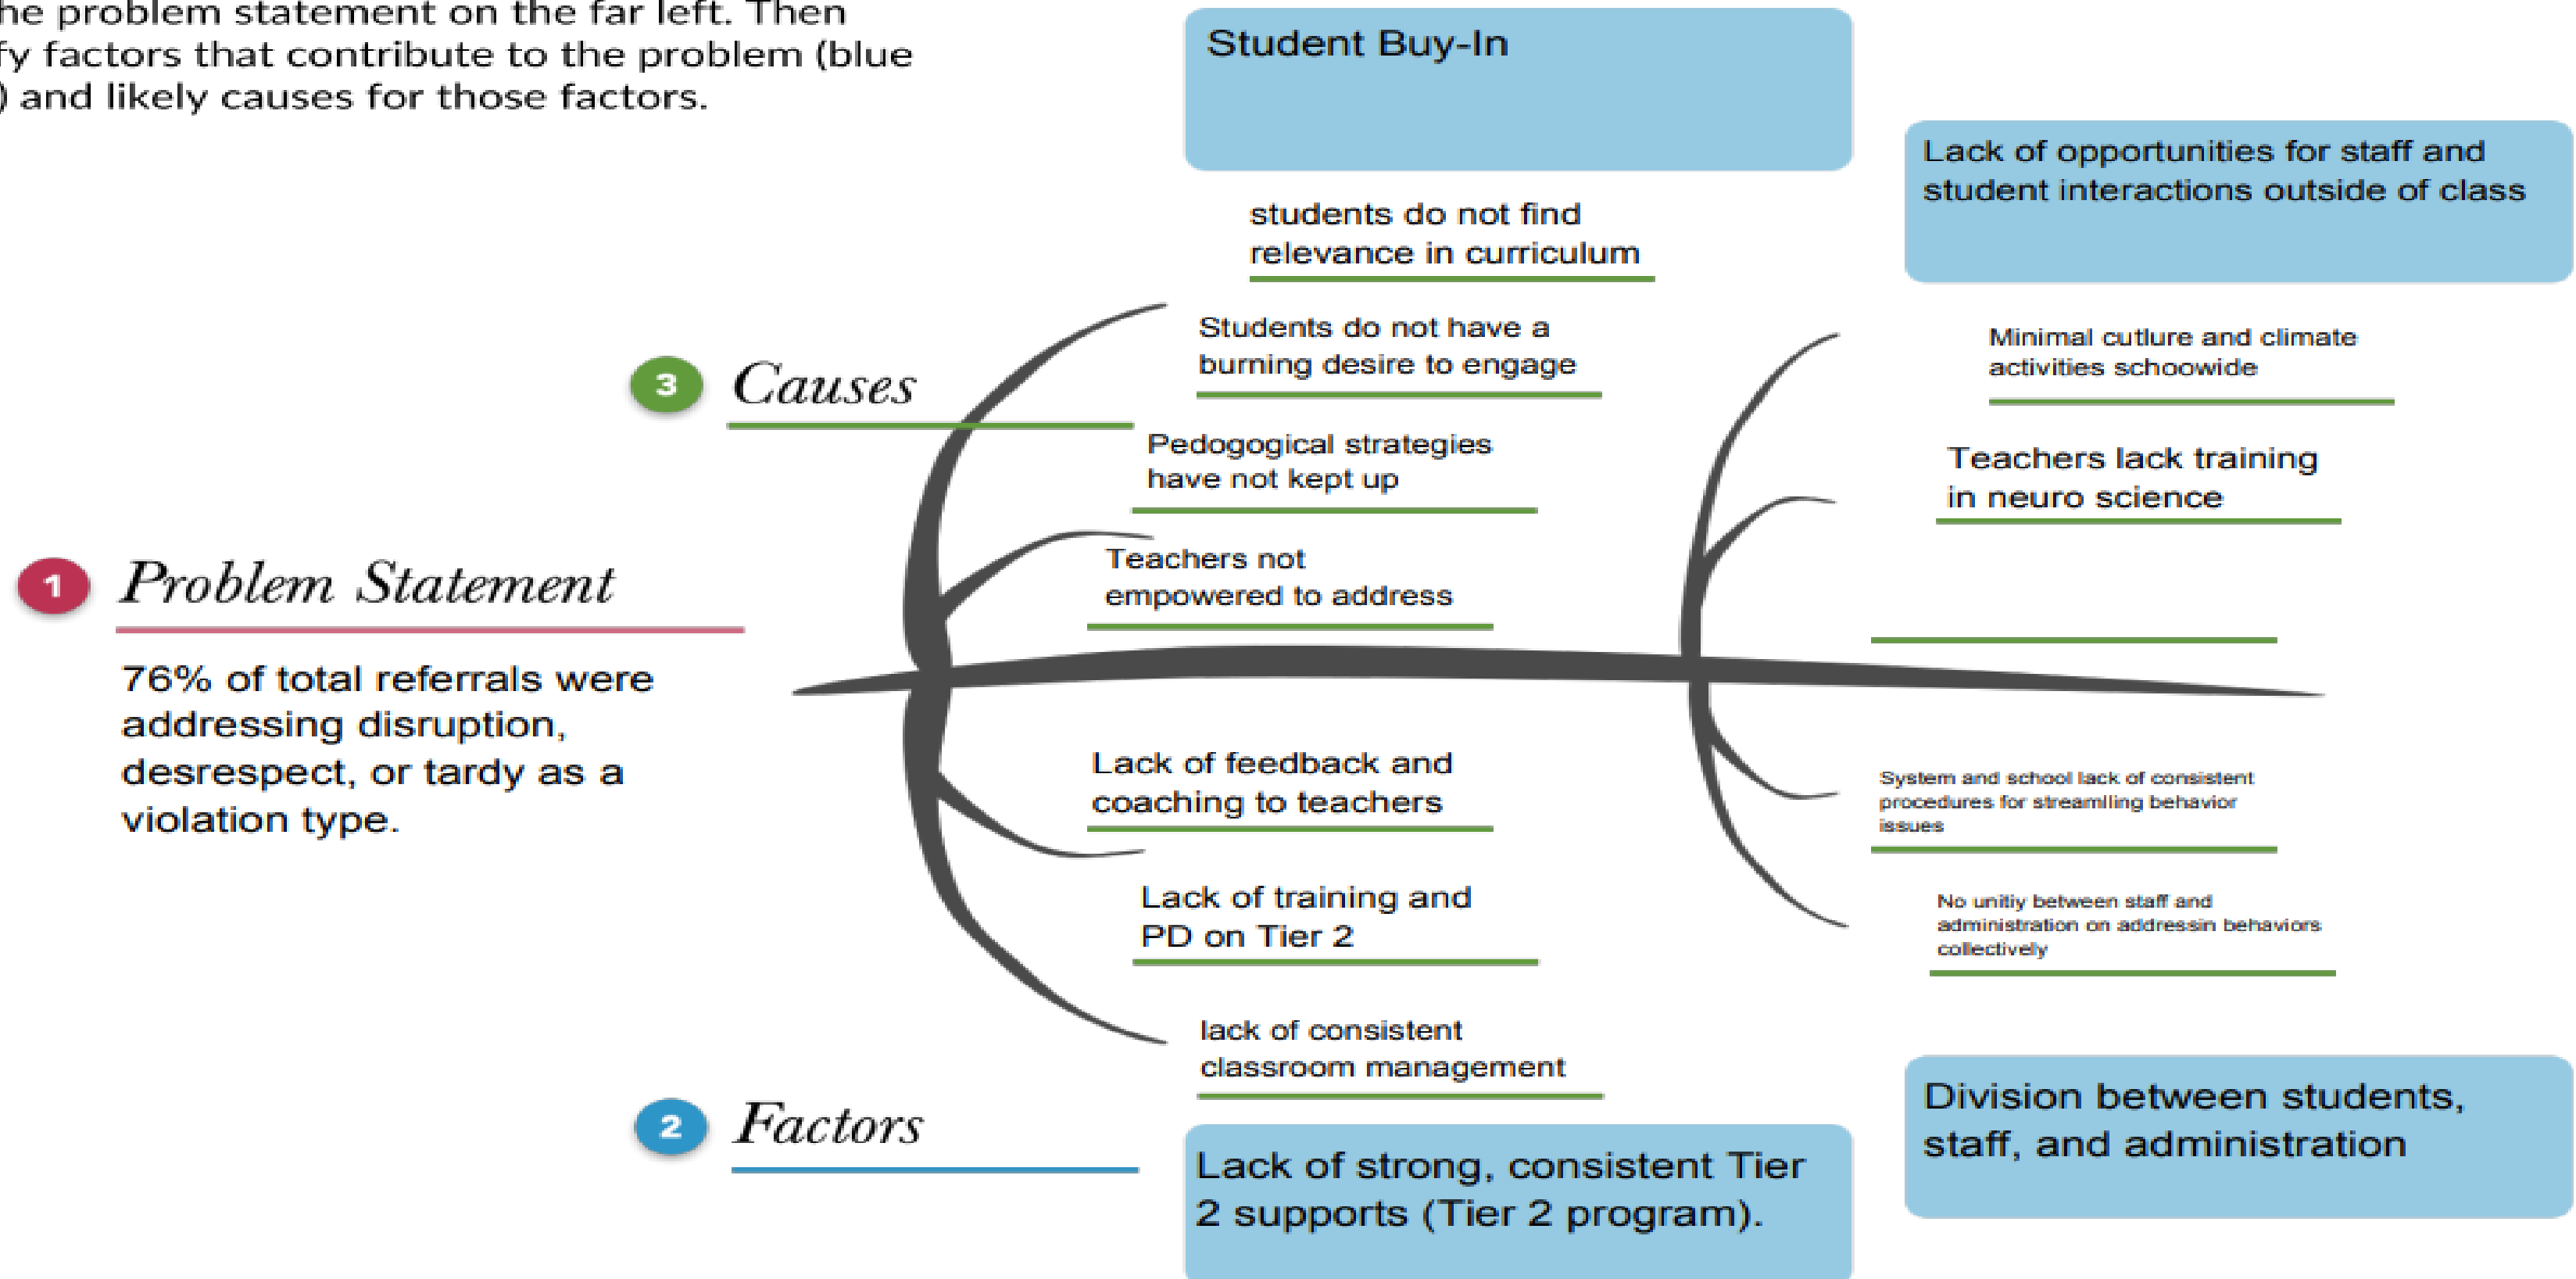 he problem statement on the far left. Then
fy factors that contribute to the problem (blue
) and likely causes for those factors.
Student Buy-In
Lack of opportunities for staff and
student interactions outside of class
students do not find
relevance in curriculum
Students do not have a
burning desire to engage
Minimal cutlure and climate
activities schoowide
3 Causes
Pedogogical strategies
have not kept up
Teachers lack training
in neuro science
Teachers not
empowered to address
1 Problem Statement
76% of total referrals were
addressing disruption,
desrespect, or tardy as a
violation type.
Lack of feedback and
coaching to teachers
System and school lack of consistent
procedures for streamlling behavior
issues
Lack of training and
PD on Tier 2
No unitiy between staff and
administration on addressin behaviors
collectively
lack of consistent
classroom management
2 Factors
Lack of strong, consistent Tier
2 supports (Tier 2 program).
Division between students,
staff, and administration